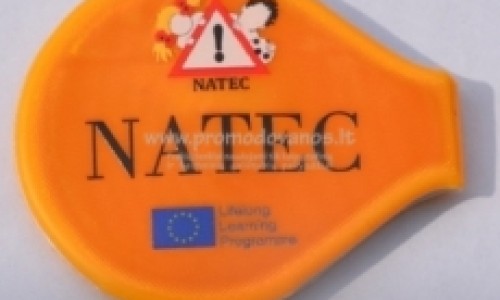 !
NATEC
NATEC
www.promodovanos.lt
Lifelong
Learning
Programme